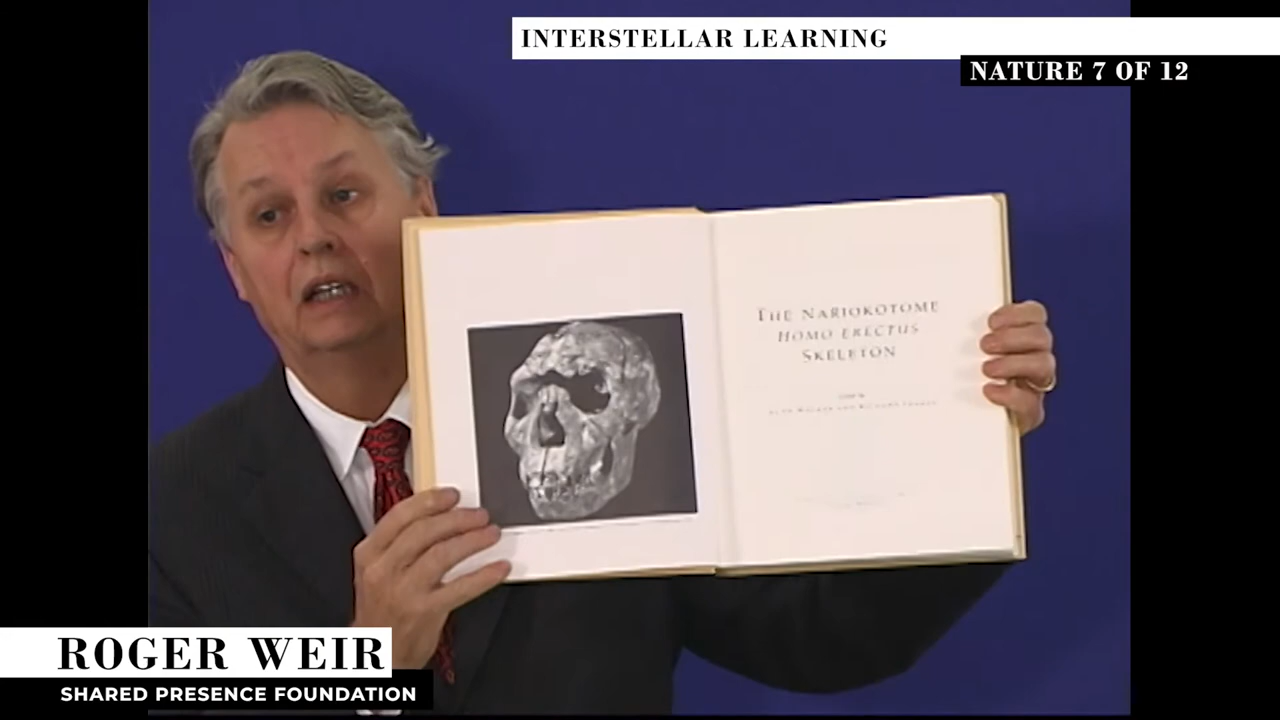 INTERSTELLAR LEARNING
NATURE 7 OF 12
THE NARIOKOTOME
HOMO ERECTUS
SKELETON
ROGER WEIR
SHARED PRESENCE FOUNDATION